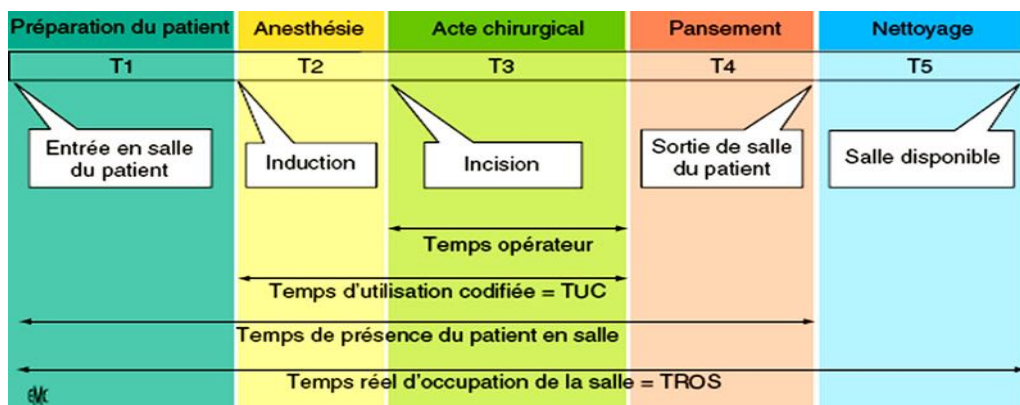 Préparation du patient
Anesthésie
Acte chirurgical
Pansement
Nettoyage
T1
T2
T3
T4
T5
Entrée en salle
du patient
Induction
Incision
Sortie de salle
du patient
Salle disponible
Temps opérateur
Temps d'utilisation codifiée = TUC
Temps de présence du patient en salle
Temps réel d'occupation de la salle = TROS
EMC